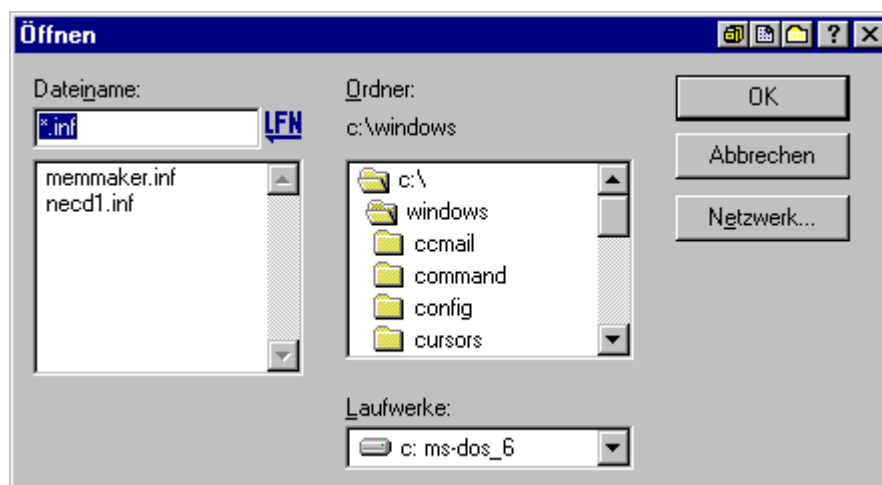 Öffnen
Dateiname:
*.inf
LFN
memmaker.inf
necd1.inf
Ordner:
c:\windows
c:\
windows
ccmail
command
config
cursors
Laufwerke:
c: ms-dos_6
OK
Abbrechen
Netzwerk...